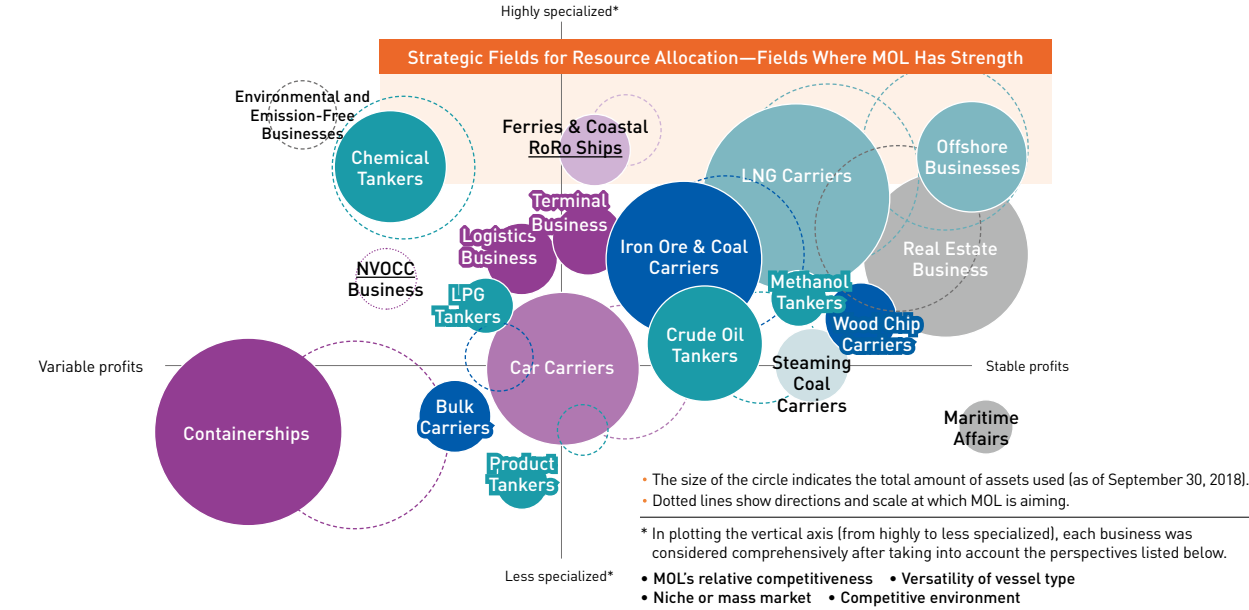 Highly specialized*
Strategic Fields for Resource Allocation—Fields Where MOL Has Strength
Environmental and
Emission-Free
Businesses
Chemical
Tankers
Ferries & Coastal
RoRo Ships
LNG Carriers
Offshore
Businesses
Terminal
Business
Logistics
Business
Iron Ore & Coal
Carriers
Real Estate
Business
NVOCC
Business
LPG
Tankers
Methanol
Tankers
Wood Chip
Carriers
Crude Oil
Tankers
Car Carriers
Steaming
Coal
Carriers
Variable profits
Stable profits
Containerships
Bulk
Carriers
Maritime
Affairs
Product
Tankers
• The size of the circle indicates the total amount of assets used (as of September 30, 2018).
• Dotted lines show directions and scale at which MOL is aiming.
* In plotting the vertical axis (from highly to less specialized), each business was
considered comprehensively after taking into account the perspectives listed below.
Less specialized*
• MOL's relative competitiveness • Versatility of vessel type
• Niche or mass market • Competitive environment